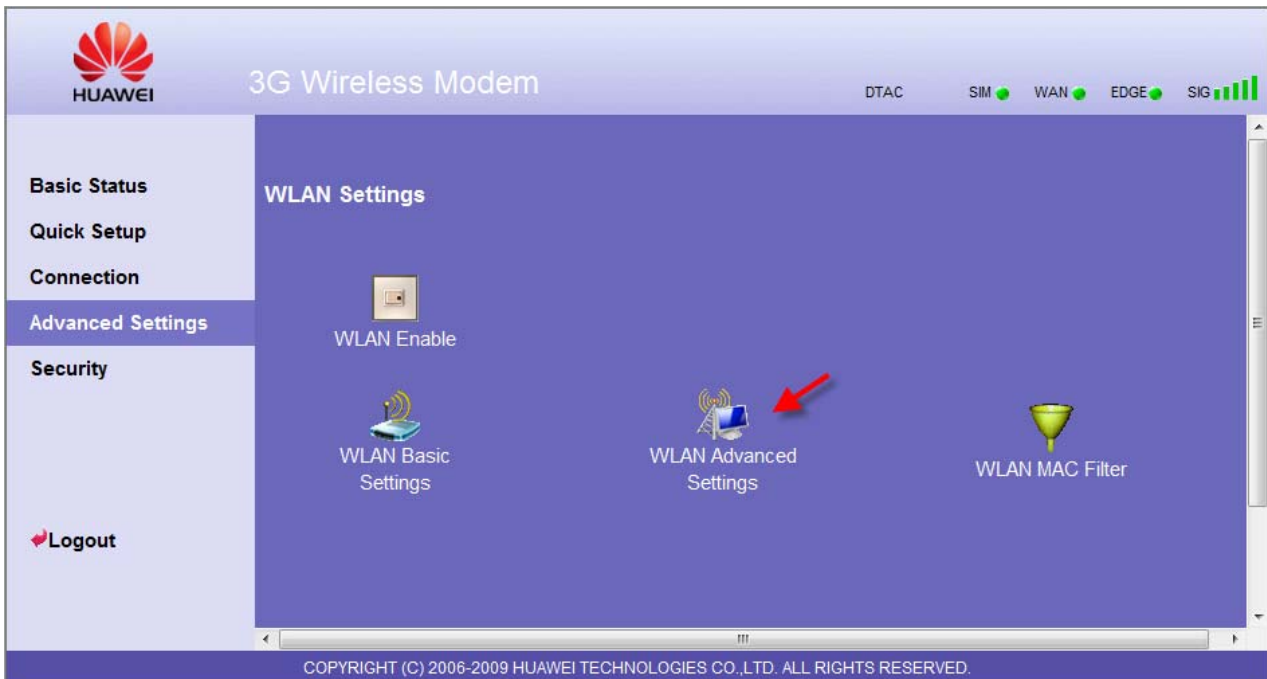 HUAWEI
3G Wireless Modem
DTAC SIM WAN EDGE SIG
Basic Status
Quick Setup
Connection
Advanced Settings
Security
Logout
WLAN Settings
WLAN Enable
WLAN Basic
Settings
WLAN Advanced
Settings
WLAN MAC Filter
COPYRIGHT (C) 2006-2009 HUAWEI TECHNOLOGIES CO.,LTD. ALL RIGHTS RESERVED.